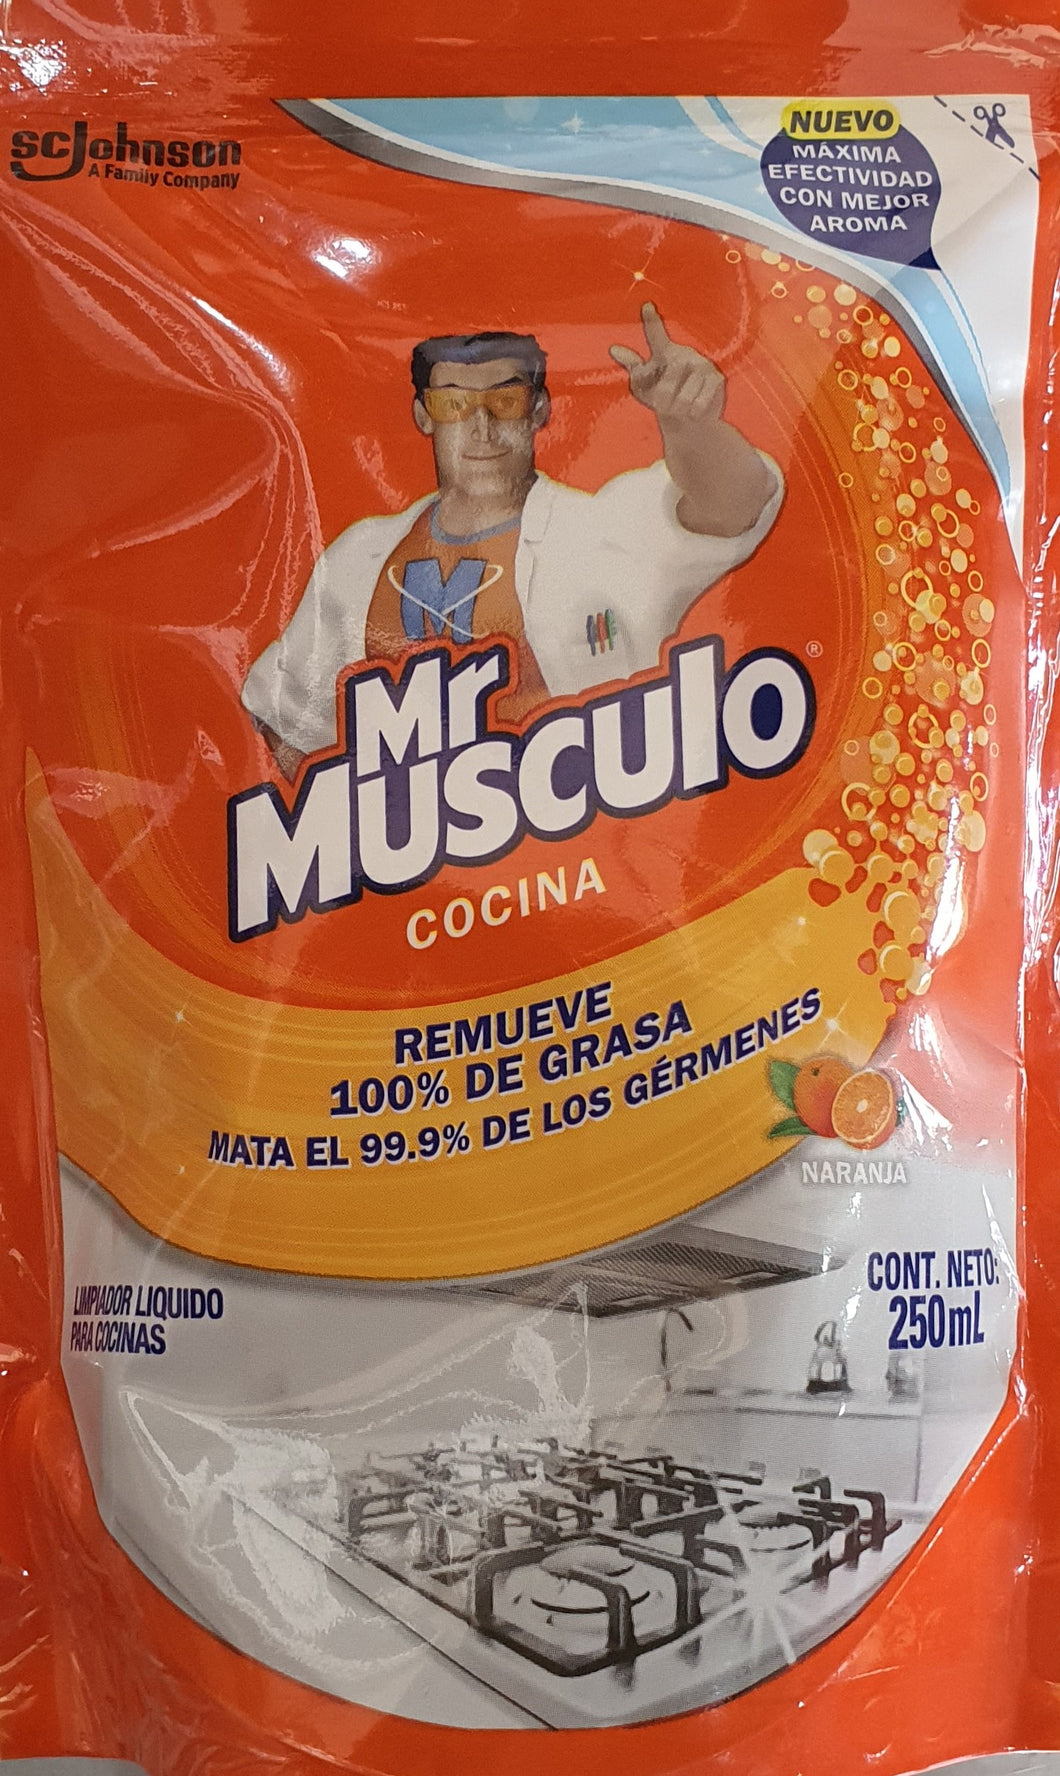 scJohnson
A Family Company
NUEVO
MÁXIMA
EFECTIVIDAD
CON MEJOR
AROMA
M
Mr
MUSCULO®
COCINA
REMUEVE
100% DE GRASA
MATA EL 99.9% DE LOS GÉRMENES
NARANJA
LIMPIADOR LIQUIDO
PARA COCINAS
CONT. NETO:
250mL